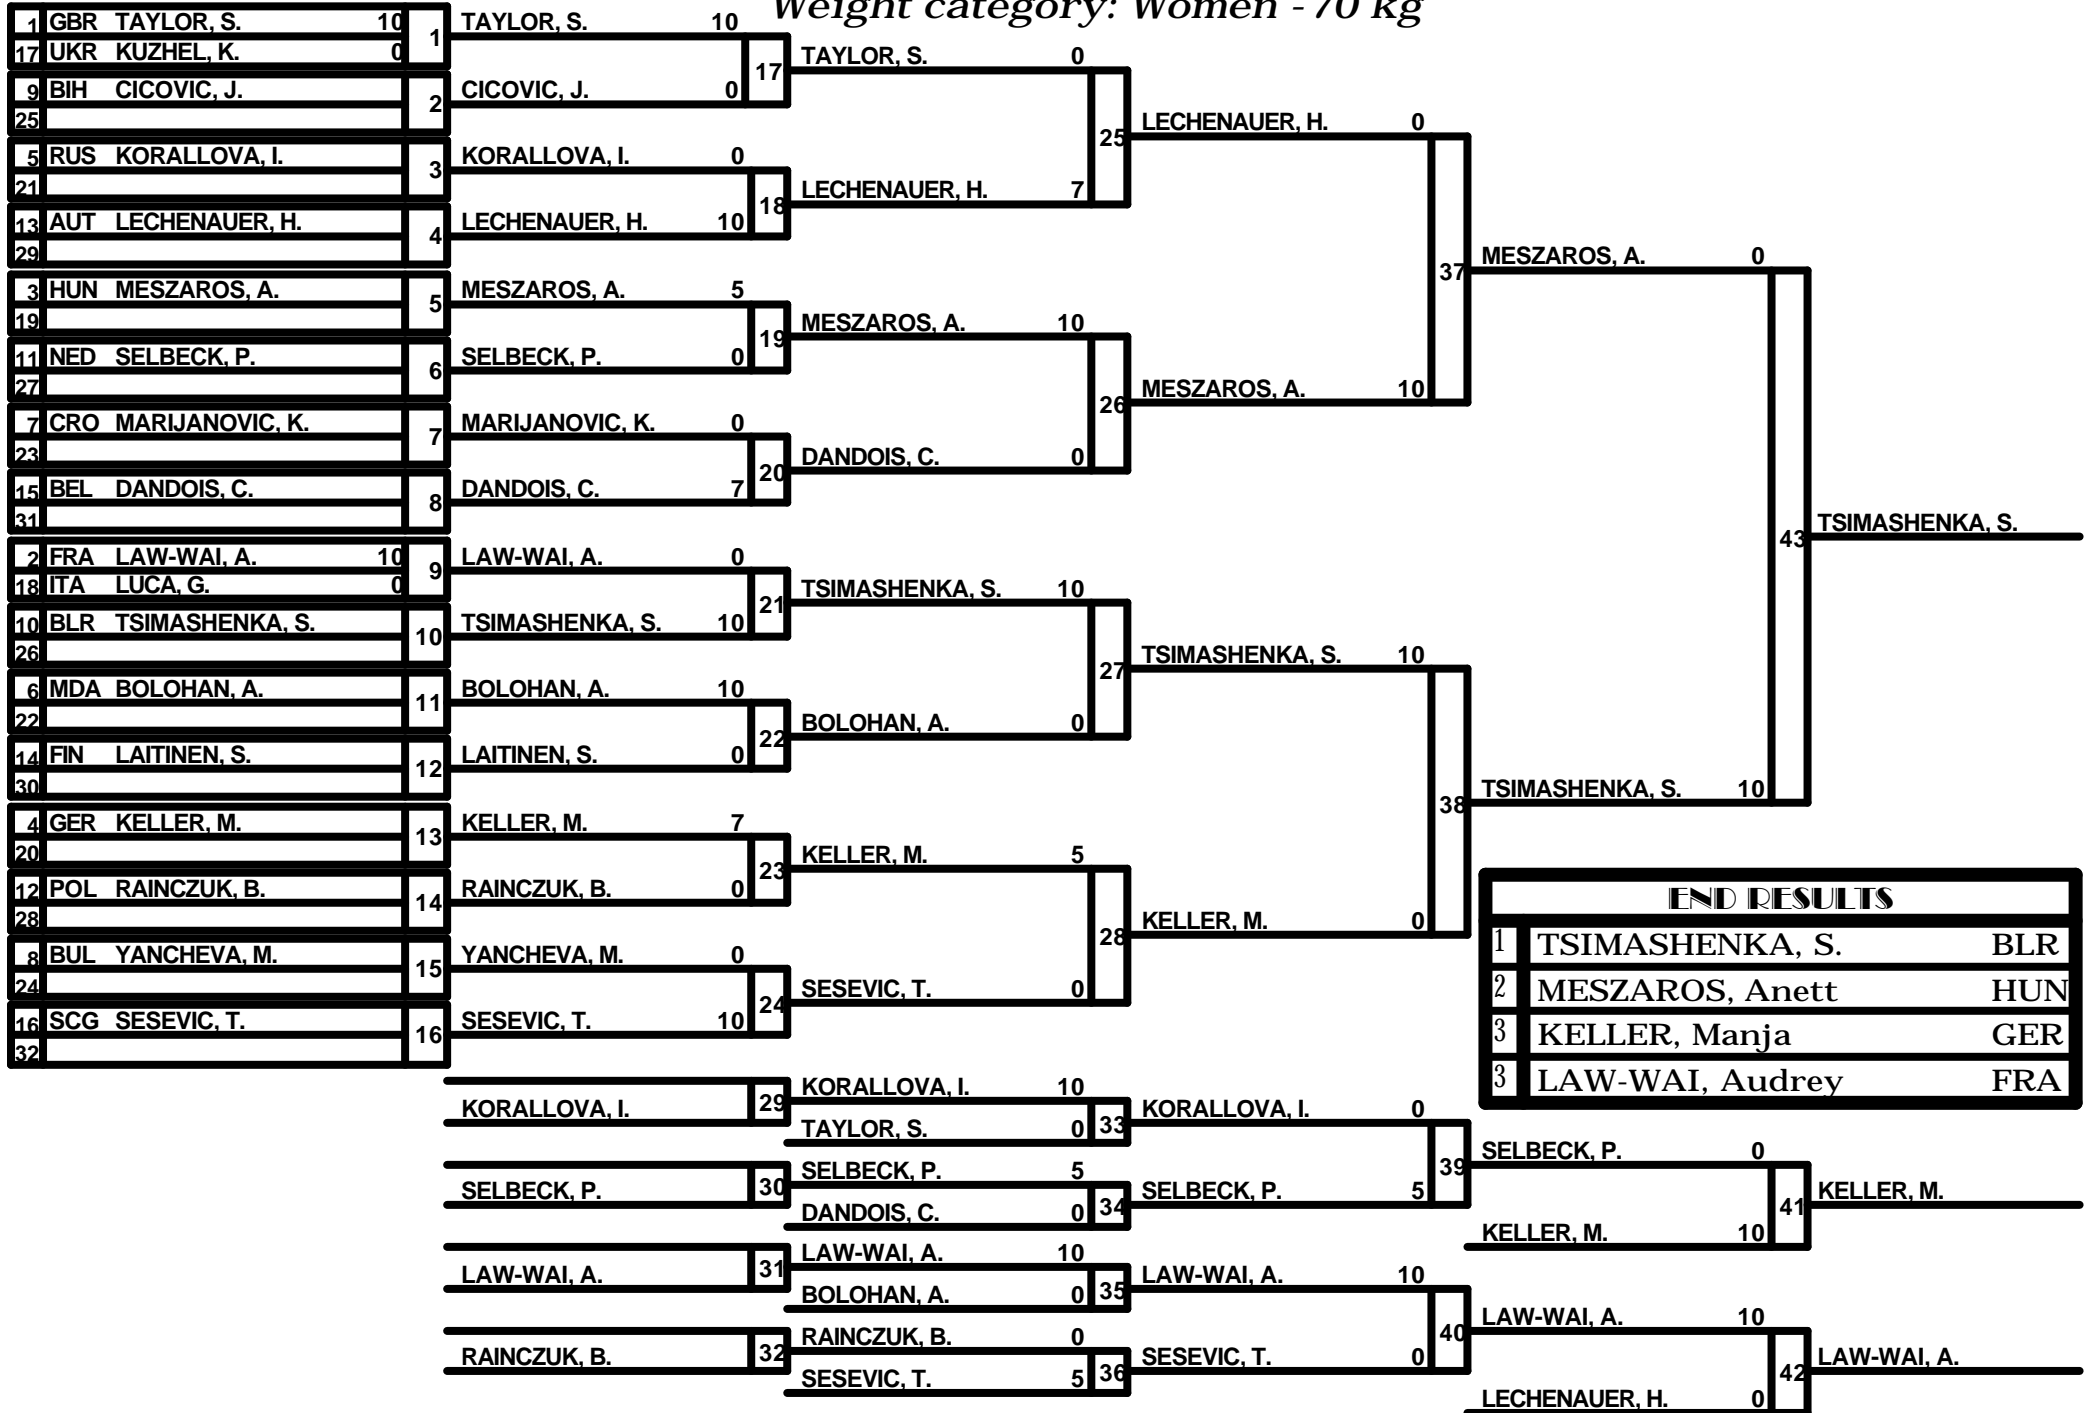 Weight category: Women - 70 kg
1 GBR TAYLOR, S. 10
17 UKR KUZHEL, K. 0
1
9 BIH CICOVIC, J.
25
2
5 RUS KORALLOVA, I.
21
3
13 AUT LECHENAUER, H.
29
4
3 HUN MESZAROS, A.
19
5
11 NED SELBECK, P.
27
6
7 CRO MARIJANOVIC, K.
23
7
15 BEL DANDOIS, C.
31
8
2 FRA LAW-WAI, A. 10
18 ITA LUCA, G. 0
9
10 BLR TSIMASHENKA, S.
26
10
6 MDA BOLOHAN, A.
22
11
14 FIN LAITINEN, S.
30
12
4 GER KELLER, M.
20
13
12 POL RAINCZUK, B.
28
14
8 BUL YANCHEVA, M.
24
15
16 SCG SESEVIC, T.
32
16
TAYLOR, S. 10
17
CICOVIC, J. 0
KORALLOVA, I. 0
18
LECHENAUER, H. 10
MESZAROS, A. 5
19
SELBECK, P. 0
MARIJANOVIC, K. 0
20
DANDOIS, C. 7
LAW-WAI, A. 0
21
TSIMASHENKA, S. 10
BOLOHAN, A. 10
22
LAITINEN, S. 0
KELLER, M. 7
23
RAINCZUK, B. 0
YANCHEVA, M. 0
24
SESEVIC, T. 10
TAYLOR, S. 0
25
LECHENAUER, H. 7
MESZAROS, A. 10
26
DANDOIS, C. 0
TSIMASHENKA, S. 10
27
BOLOHAN, A. 0
KELLER, M. 5
28
SESEVIC, T. 0
LECHENAUER, H. 0
37
MESZAROS, A. 10
TSIMASHENKA, S. 10
38
KELLER, M. 0
MESZAROS, A. 0
43
TSIMASHENKA, S. 10
TSIMASHENKA, S.
END RESULTS
1 TSIMASHENKA, S. BLR
2 MESZAROS, Anett HUN
3 KELLER, Manja GER
3 LAW-WAI, Audrey FRA
KORALLOVA, I. 29
SELBECK, P. 30
LAW-WAI, A. 31
RAINCZUK, B. 32
KORALLOVA, I. 10
TAYLOR, S. 0 33
SELBECK, P. 5
DANDOIS, C. 0 34
LAW-WAI, A. 10
BOLOHAN, A. 0 35
RAINCZUK, B. 0
SESEVIC, T. 5 36
KORALLOVA, I. 0
39
SELBECK, P. 5
LAW-WAI, A. 10
40
SESEVIC, T. 0
SELBECK, P. 0
41
KELLER, M. 10
KELLER, M.
LAW-WAI, A. 10
42
LECHENAUER, H. 0
LAW-WAI, A.